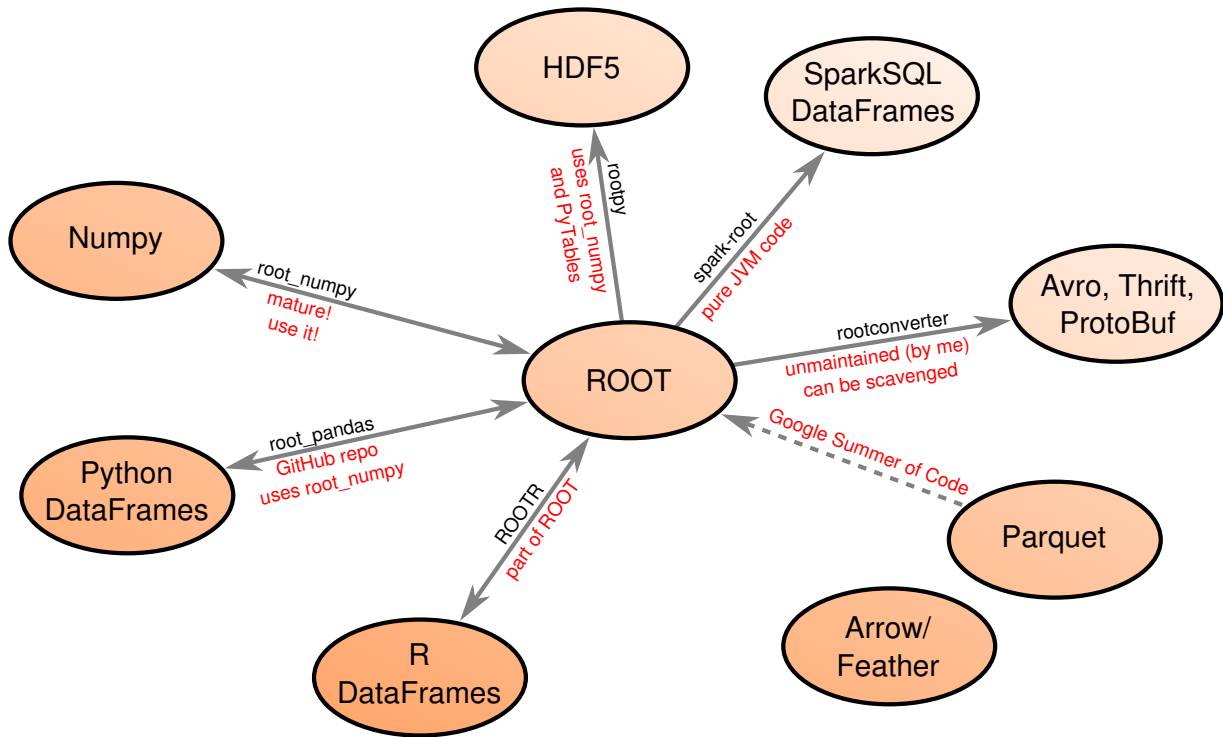 HDF5
SparkSQL
DataFrames
rootpy
uses root_numpy
and PyTables
spark-root
pure JVM code
Numpy
root_numpy
mature!
use it!
Avro, Thrift,
ProtoBuf
rootconverter
unmaintained (by me)
can be scavenged
ROOT
root_pandas
GitHub repo
uses root_numpy
Python
DataFrames
Google Summer of Code
Parquet
ROOTR
part of ROOT
Arrow/
Feather
R
DataFrames